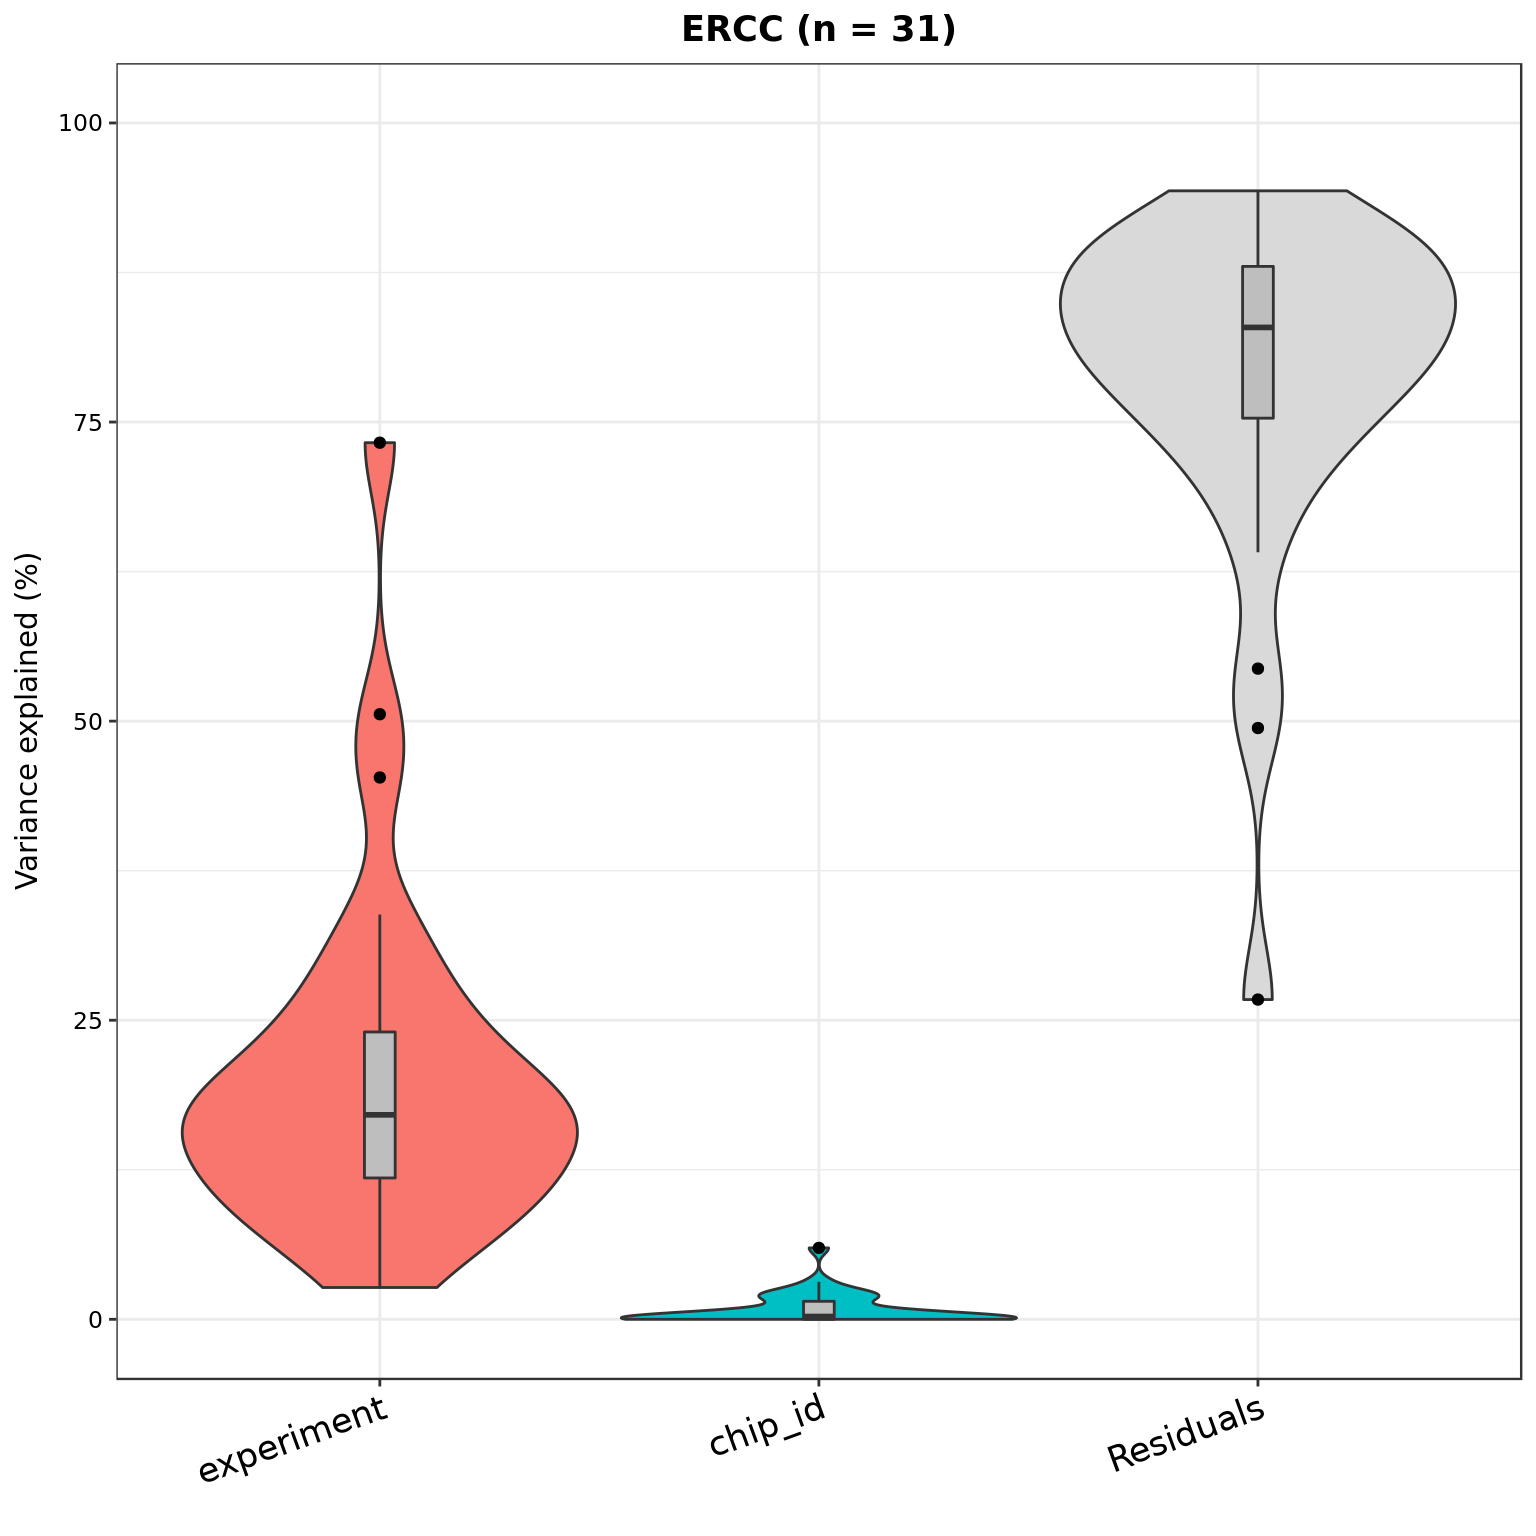 ERCC (n = 31)
Variance explained (%)
100
75
50
25
0
experiment
chip_id
Residuals